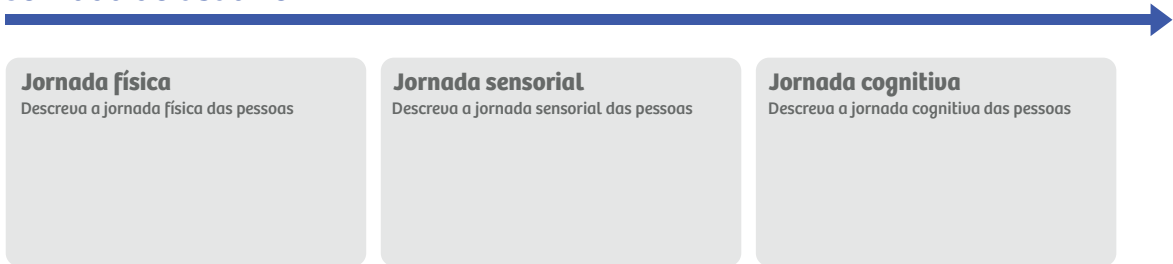 Jornada física
Descreva a jornada física das pessoas
Jornada sensorial
Descreva a jornada sensorial das pessoas
Jornada cognitiva
Descreva a jornada cognitiva das pessoas